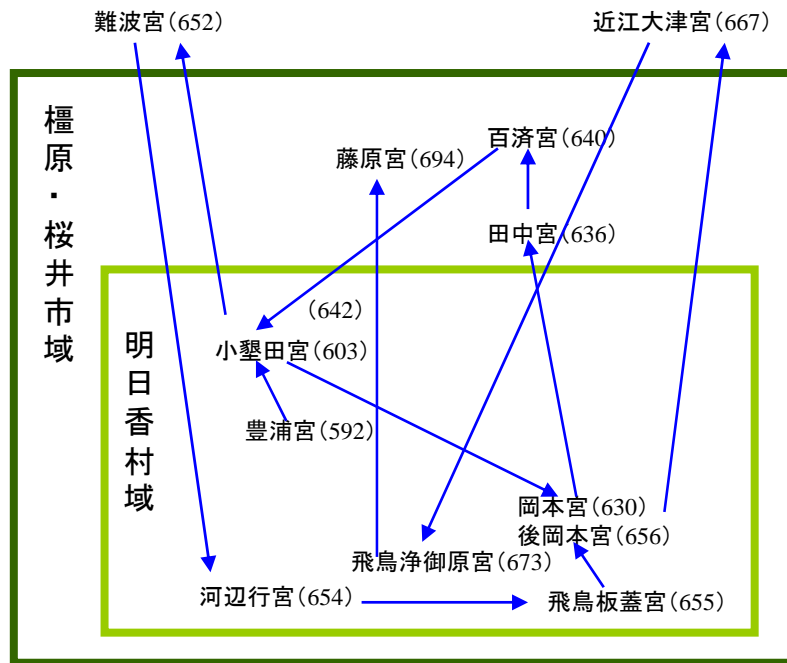 難波宮(652)
近江大津宮(667)
橿原・桜井市域
百済宮(640)
藤原宮(694)
田中宮(636)
(642)
小墾田宮(603)
明日香村域
豊浦宮(592)
岡本宮(630)
後岡本宮(656)
飛鳥浄御原宮(673)
河辺行宮(654)
飛鳥板蓋宮(655)